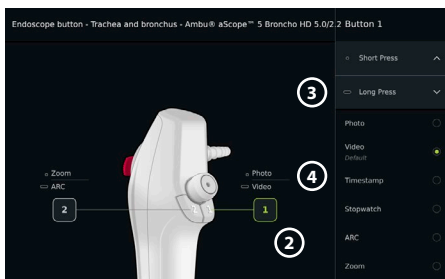 Endoscope button - Trachea and bronchus - Ambu® aScope™ 5 Broncho HD 5.0/2.2 Button 1
Short Press
3
Long Press
Photo
Video
Default
4
Zoom
ARC
Photo
Video
Timestamp
2
1
Stopwatch
2
ARC
Zoom